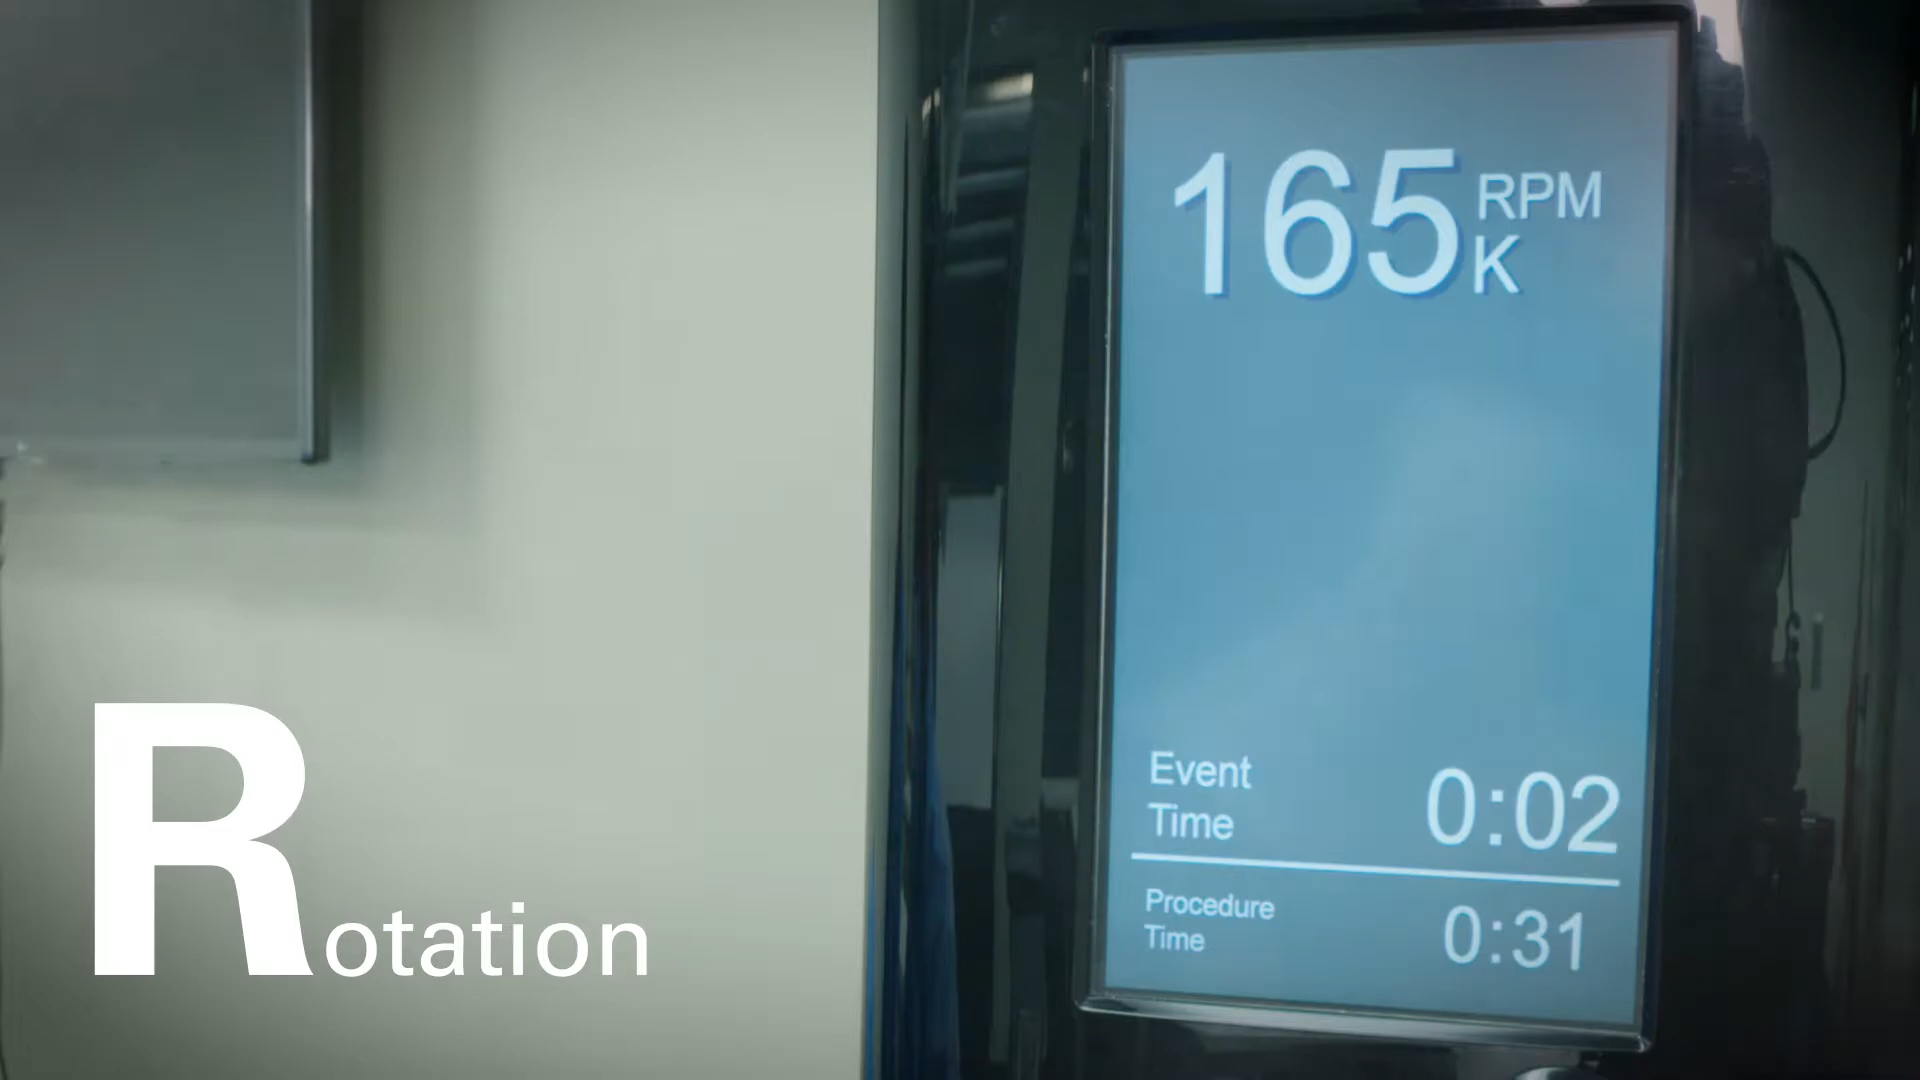 165 RPM
K
Event
Time 0:02
Procedure
Time 0:31
Rotation